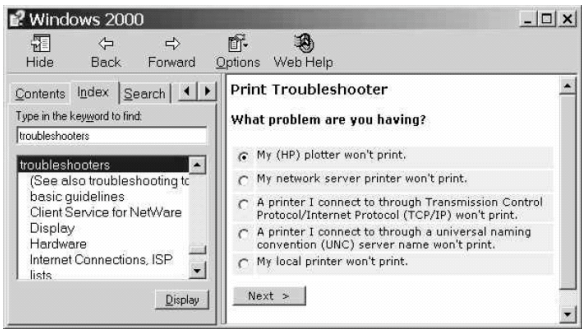 Windows 2000
Hide Back Forward Options Web Help
Contents Index Search
Type in the keyword to find:
troubleshooters
troubleshooters
(See also troubleshooting to
basic guidelines
Client Service for NetWare
Display
Hardware
Internet Connections, ISP
lists
Display
Print Troubleshooter
What problem are you having?
My (HP) plotter won't print.
My network server printer won't print.
A printer I connect to through Transmission Control
Protocol/Internet Protocol (TCP/IP) won't print.
A printer I connect to through a universal naming
convention (UNC) server name won't print.
My local printer won't print.
Next >